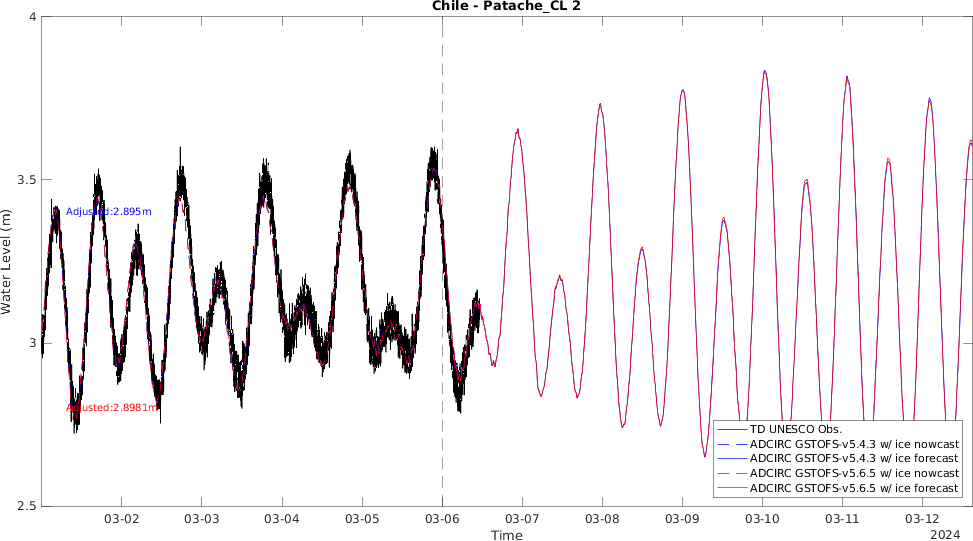 Chile - Patache_CL 2
Water Level (m)
4
3.5
3
2.5
Adjusted:2.895m
Adjusted:2.8981m
TD UNESCO Obs.
ADCIRC GSTOFS-v5.4.3 w/ ice nowcast
ADCIRC GSTOFS-v5.4.3 w/ ice forecast
ADCIRC GSTOFS-v5.6.5 w/ ice nowcast
ADCIRC GSTOFS-v5.6.5 w/ ice forecast
03-02 03-03 03-04 03-05 03-06 03-07 03-08 03-09 03-10 03-11 03-12
Time
2024